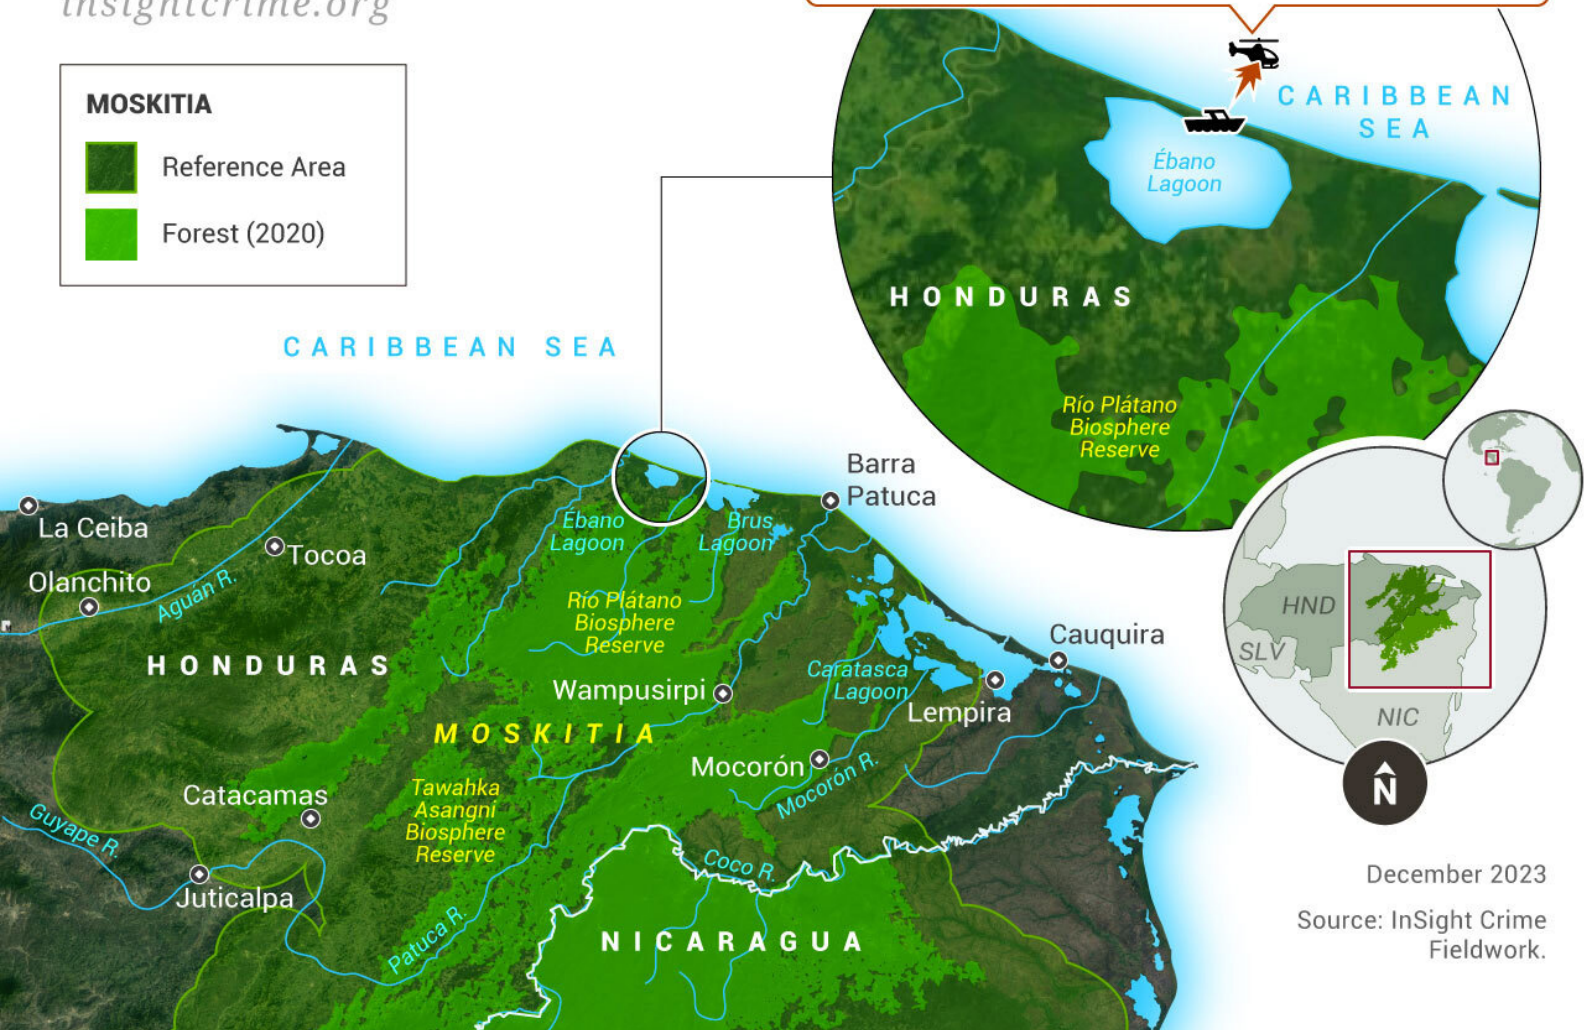 insightcrime.org
MOSKITIA
Reference Area
Forest (2020)
CARIBBEAN
SEA
Ébano
Lagoon
HONDURAS
Río Plátano
Biosphere
Reserve
CARIBBEAN SEA
Barra
Patuca
La Ceiba
Tocoa
Olanchito
Aguán R.
Ébano
Lagoon
Brus
Lagoon
Río Plátano
Biosphere
Reserve
HONDURAS
Wampusirpi
Caratasca
Lagoon
Cauquira
Lempira
MOSKITIA
Mocorón
Mocorón R.
Catacamas
Tawahka
Asangni
Biosphere
Reserve
Guyape R.
Juticalpa
Coco R.
Patuca R.
NICARAGUA
HND
SLV
NIC
N
December 2023
Source: InSight Crime
Fieldwork.